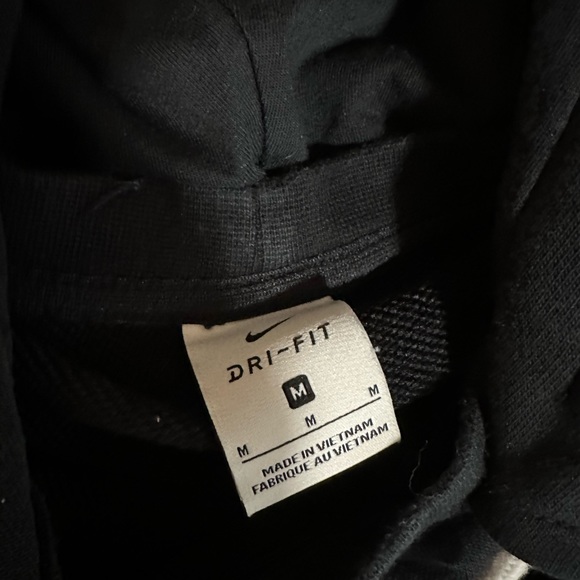 DRI-FIT
M
M M M
MADE IN VIETNAM
FABRIQUE AU VIETNAM